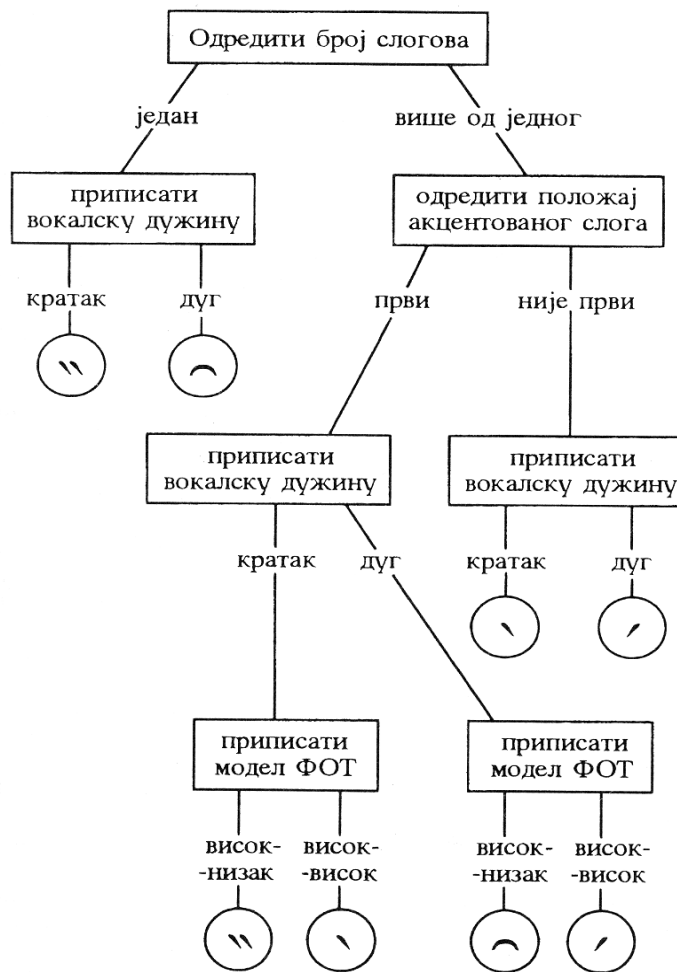 Одредити број слогова
један
више од једног
приписати
вокалску дужину
одредити положај
акцентованог слога
кратак
дуг
први
није први
приписати
вокалску дужину
приписати
вокалску дужину
кратак
дуг
кратак
дуг
приписати
модел ФОТ
приписати
модел ФОТ
висок-
-низак
висок-
-висок
висок-
-низак
висок-
-висок